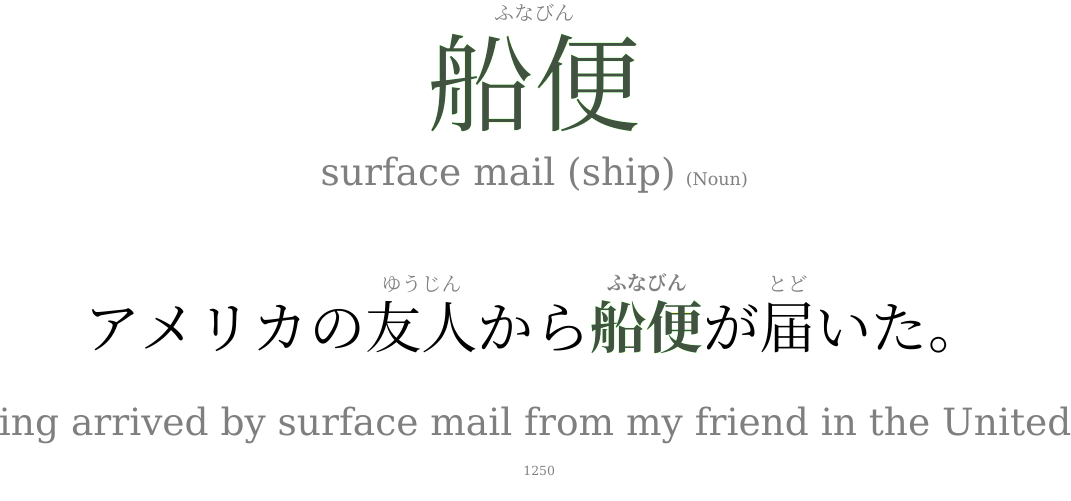 ふなびん
船便
surface mail (ship) (Noun)
ゆうじん ふなびん とど
アメリカの友人から船便が届いた。
ing arrived by surface mail from my friend in the United
1250